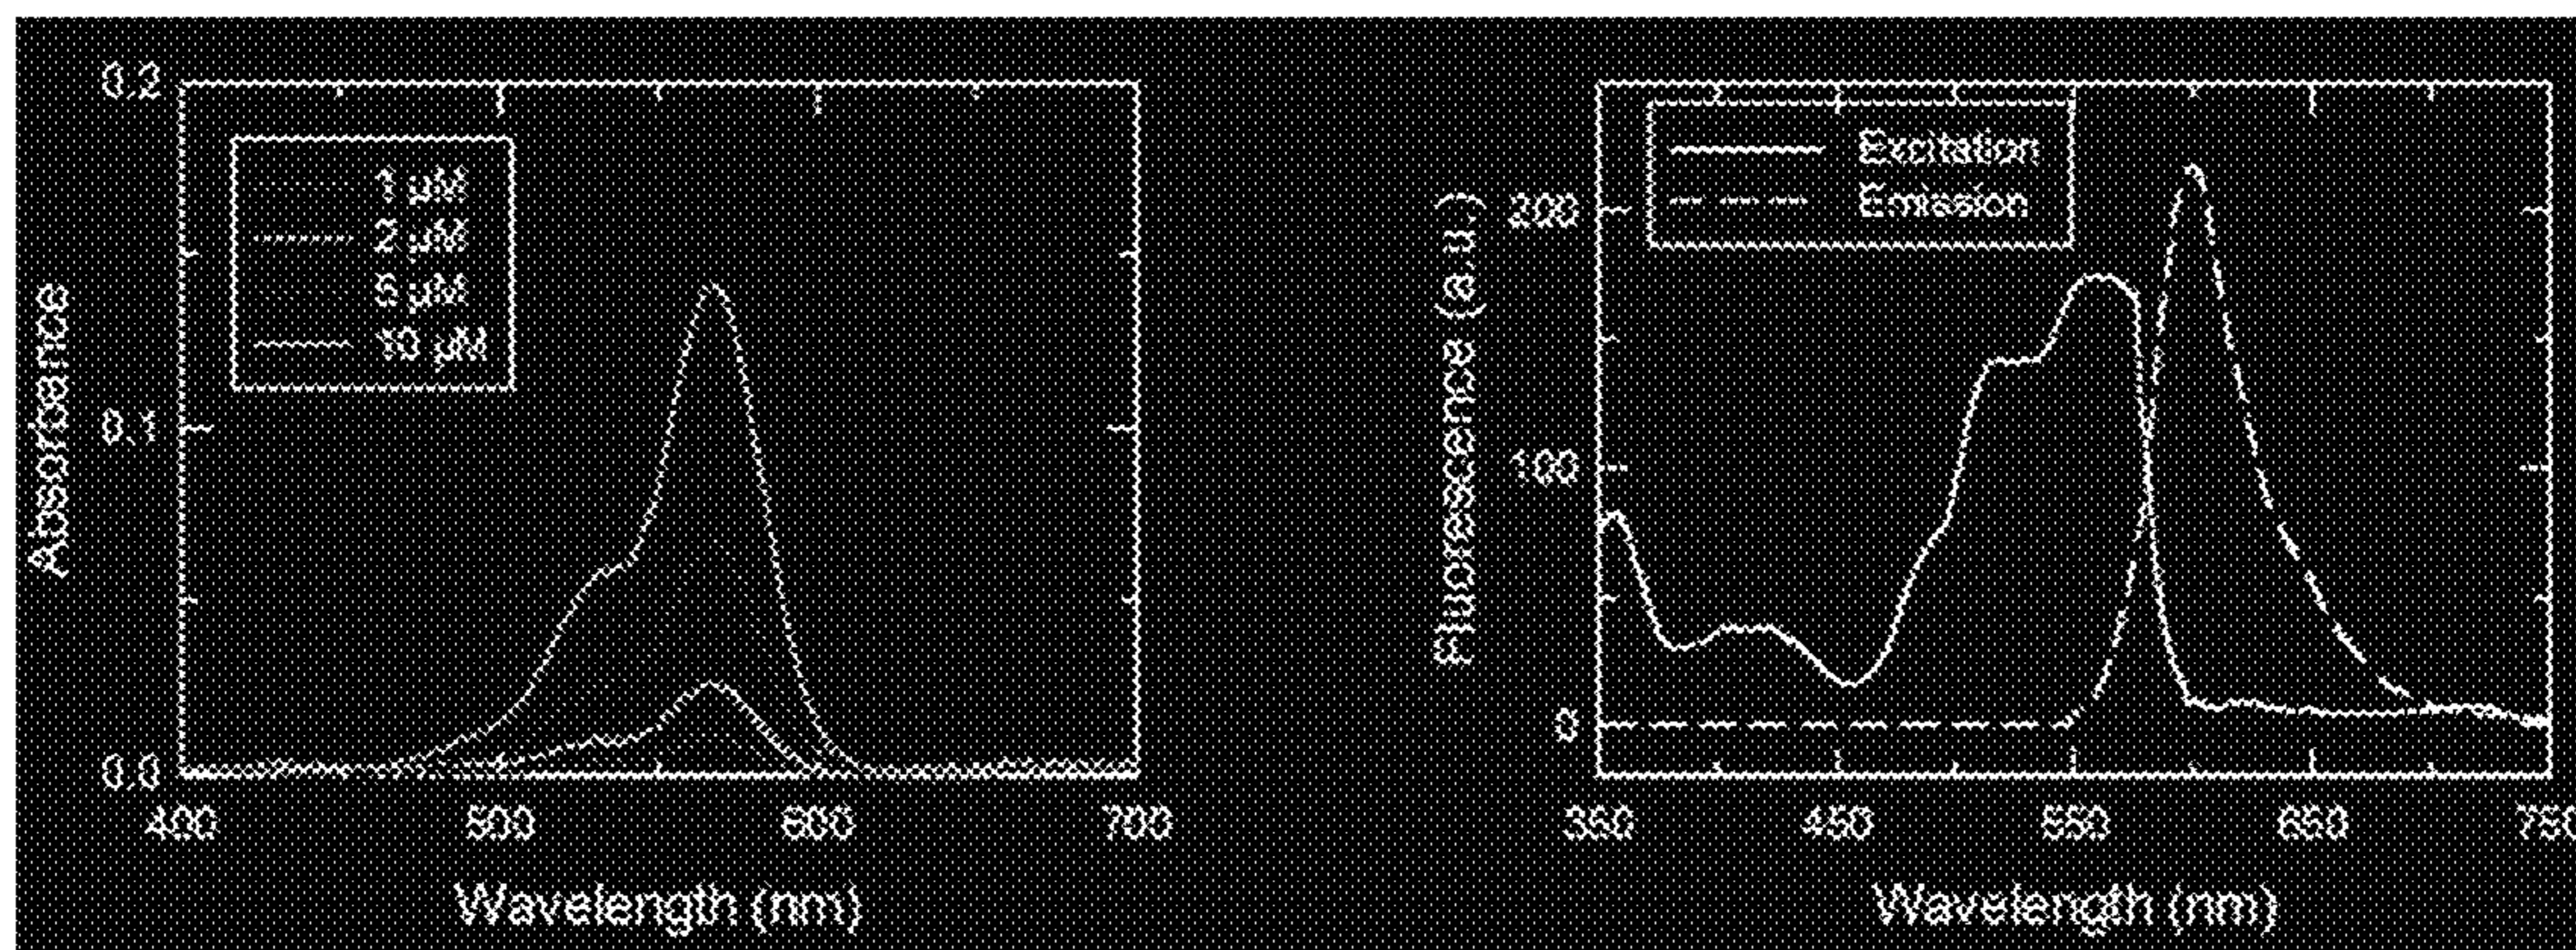 0.2
1 µM
2 µM
5 µM
10 µM
0.1
0.0
400
500
600
700
Absorbance
Wavelength (nm)
Excitation
Emission
200
100
0
350
450
550
650
750
Fluorescence (a.u.)
Wavelength (nm)